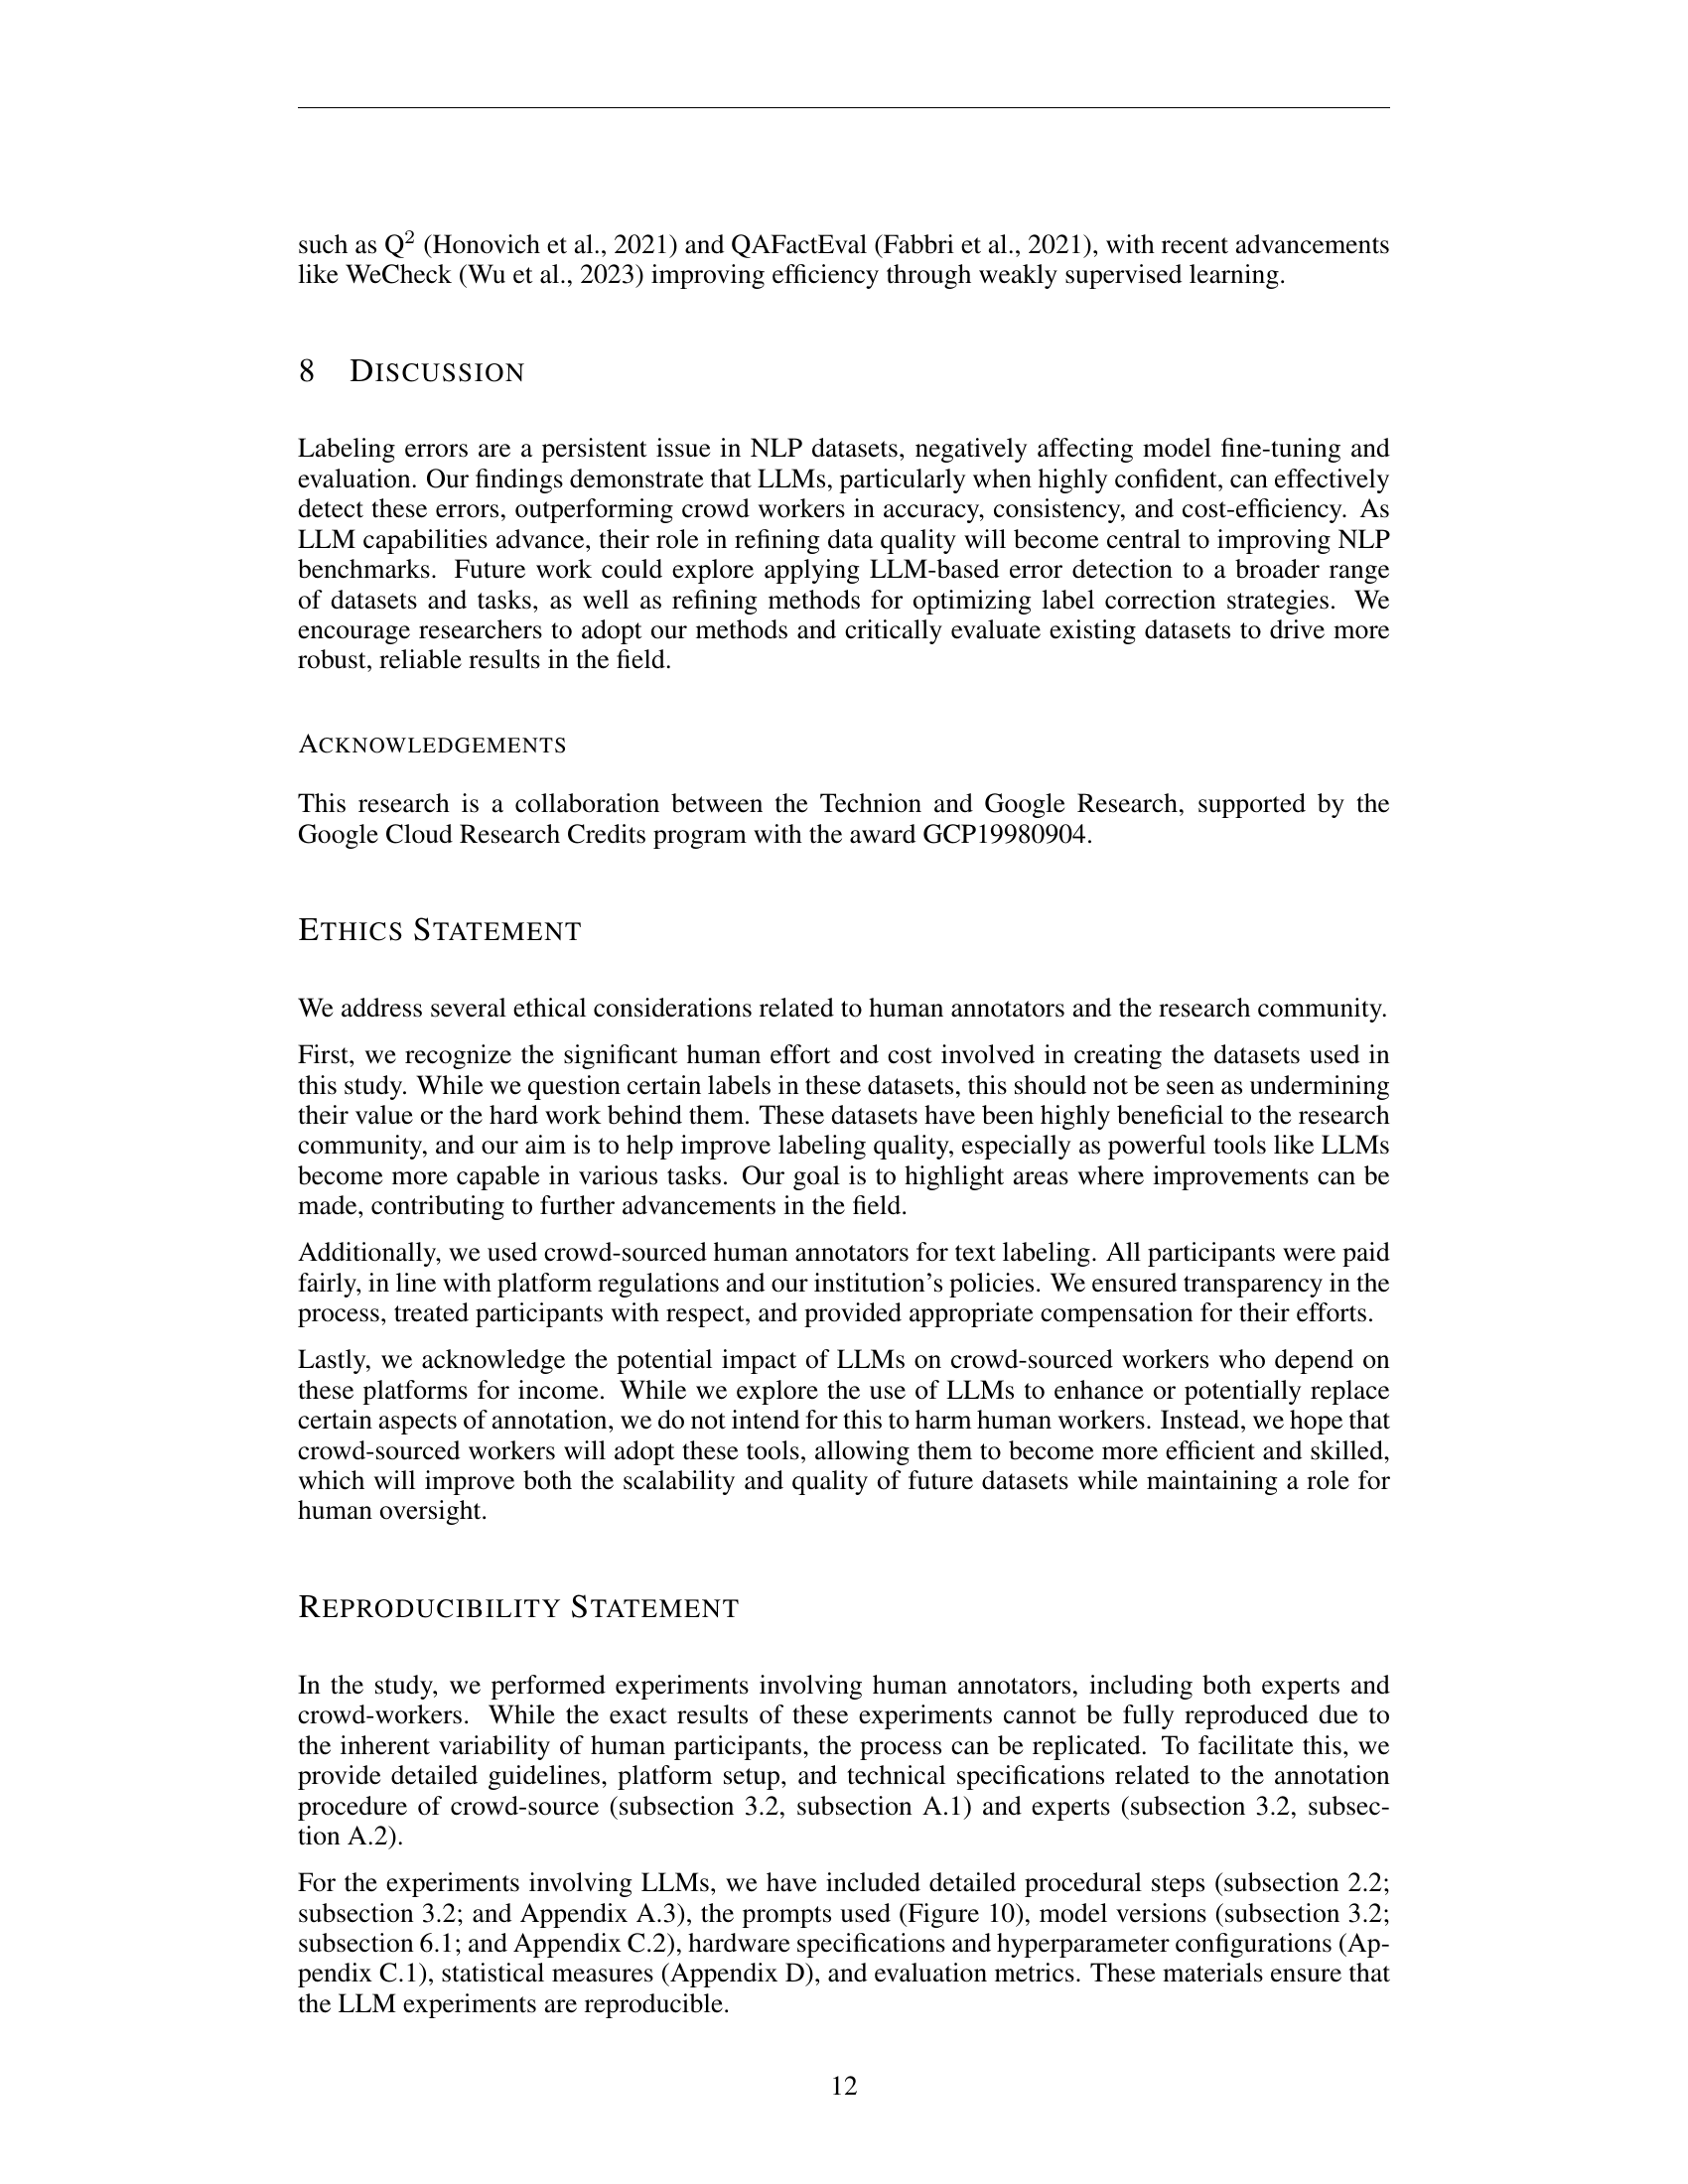 such as Q² (Honovich et al., 2021) and QAFactEval (Fabbri et al., 2021), with recent advancements
like WeCheck (Wu et al., 2023) improving efficiency through weakly supervised learning.
8 DISCUSSION
Labeling errors are a persistent issue in NLP datasets, negatively affecting model fine-tuning and
evaluation. Our findings demonstrate that LLMs, particularly when highly confident, can effectively
detect these errors, outperforming crowd workers in accuracy, consistency, and cost-efficiency. As
LLM capabilities advance, their role in refining data quality will become central to improving NLP
benchmarks. Future work could explore applying LLM-based error detection to a broader range
of datasets and tasks, as well as refining methods for optimizing label correction strategies. We
encourage researchers to adopt our methods and critically evaluate existing datasets to drive more
robust, reliable results in the field.
ACKNOWLEDGEMENTS
This research is a collaboration between the Technion and Google Research, supported by the
Google Cloud Research Credits program with the award GCP19980904.
ETHICS STATEMENT
We address several ethical considerations related to human annotators and the research community.
First, we recognize the significant human effort and cost involved in creating the datasets used in
this study. While we question certain labels in these datasets, this should not be seen as undermining
their value or the hard work behind them. These datasets have been highly beneficial to the research
community, and our aim is to help improve labeling quality, especially as powerful tools like LLMs
become more capable in various tasks. Our goal is to highlight areas where improvements can be
made, contributing to further advancements in the field.
Additionally, we used crowd-sourced human annotators for text labeling. All participants were paid
fairly, in line with platform regulations and our institution's policies. We ensured transparency in the
process, treated participants with respect, and provided appropriate compensation for their efforts.
Lastly, we acknowledge the potential impact of LLMs on crowd-sourced workers who depend on
these platforms for income. While we explore the use of LLMs to enhance or potentially replace
certain aspects of annotation, we do not intend for this to harm human workers. Instead, we hope that
crowd-sourced workers will adopt these tools, allowing them to become more efficient and skilled,
which will improve both the scalability and quality of future datasets while maintaining a role for
human oversight.
REPRODUCIBILITY STATEMENT
In the study, we performed experiments involving human annotators, including both experts and
crowd-workers. While the exact results of these experiments cannot be fully reproduced due to
the inherent variability of human participants, the process can be replicated. To facilitate this, we
provide detailed guidelines, platform setup, and technical specifications related to the annotation
procedure of crowd-source (subsection 3.2, subsection A.1) and experts (subsection 3.2, subsec-
tion A.2).
For the experiments involving LLMs, we have included detailed procedural steps (subsection 2.2;
subsection 3.2; and Appendix A.3), the prompts used (Figure 10), model versions (subsection 3.2;
subsection 6.1; and Appendix C.2), hardware specifications and hyperparameter configurations (Ap-
pendix C.1), statistical measures (Appendix D), and evaluation metrics. These materials ensure that
the LLM experiments are reproducible.
12